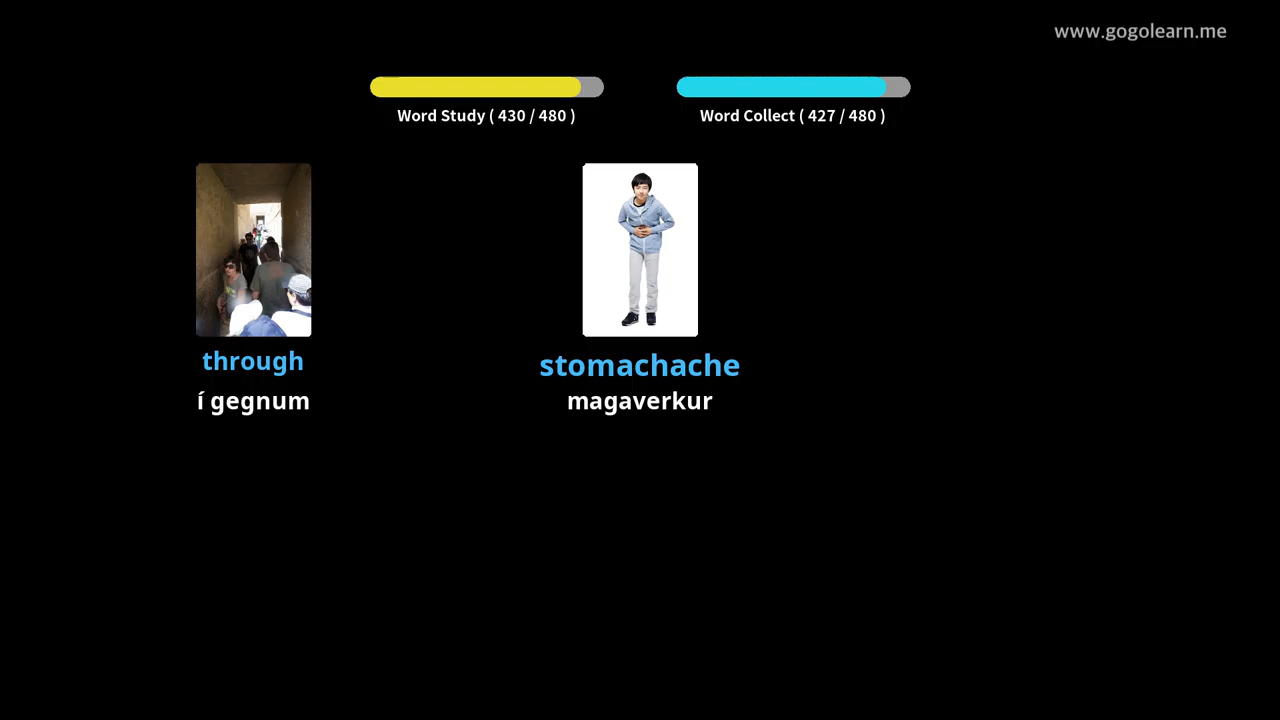 www.gogolearn.me
Word Study ( 430 / 480 )
Word Collect ( 427 / 480 )
through
í gegnum
stomachache
magaverkur